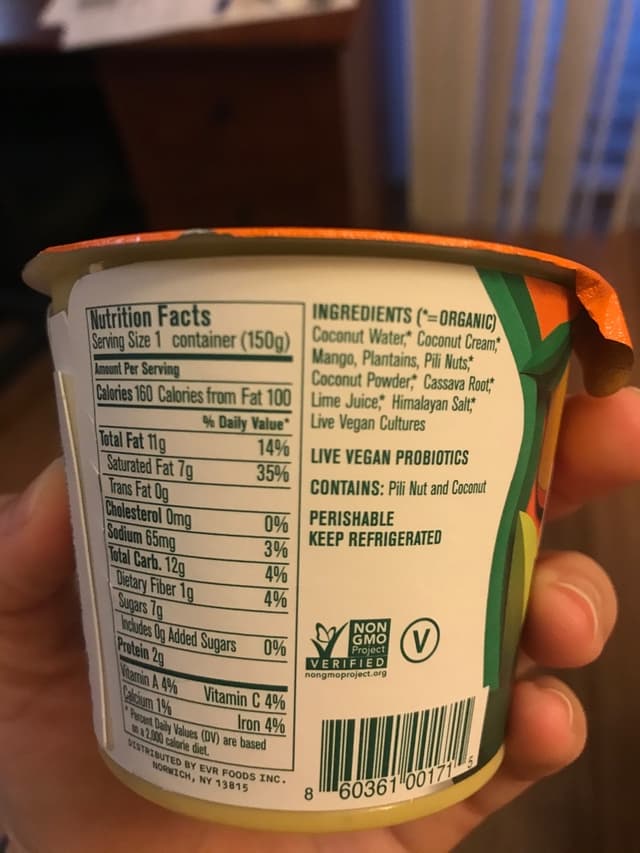 Nutrition Facts
Serving Size 1 container (150g)
Amount Per Serving
Calories 160 Calories from Fat 100
% Daily Value*
Total Fat 11g 14%
Saturated Fat 7g 35%
Trans Fat 0g
Cholesterol 0mg 0%
Sodium 65mg 3%
Total Carb. 12g 4%
Dietary Fiber 1g 4%
Sugars 7g
Includes 0g Added Sugars 0%
Protein 2g
Vitamin A 4% Vitamin C 4%
Calcium 1% Iron 4%
* Percent Daily Values (DV) are based
on a 2,000 calorie diet.
DISTRIBUTED BY EVR FOODS INC.
NORWICH, NY 13815
INGREDIENTS (*=ORGANIC)
Coconut Water,* Coconut Cream,*
Mango, Plantains, Pili Nuts,*
Coconut Powder,* Cassava Root,*
Lime Juice,* Himalayan Salt,*
Live Vegan Cultures
LIVE VEGAN PROBIOTICS
CONTAINS: Pili Nut and Coconut
PERISHABLE
KEEP REFRIGERATED
NON
GMO
Project
VERIFIED
nongmoproject.org
V
8 60361 00171 5